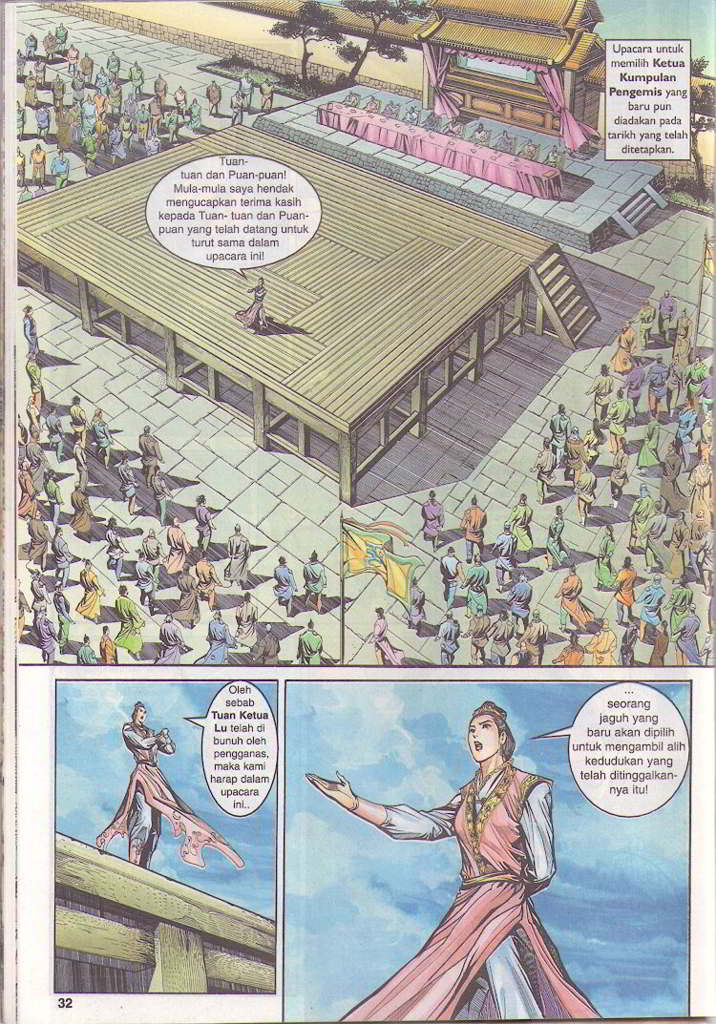 Upacara untuk
memilih Ketua
Kumpulan
Pengemis yang
baru pun
diadakan pada
tarikh yang telah
ditetapkan.
Tuan-
tuan dan Puan-puan!
Mula-mula saya hendak
mengucapkan terima kasih
kepada Tuan- tuan dan Puan-
puan yang telah datang untuk
turut sama dalam
upacara ini!
Oleh
sebab
Tuan Ketua
Lu telah di
bunuh oleh
pengganas,
maka kami
harap dalam
upacara
ini..
...
seorang
jaguh yang
baru akan dipilih
untuk mengambil alih
kedudukan yang
telah ditinggalkan-
nya itu!
32